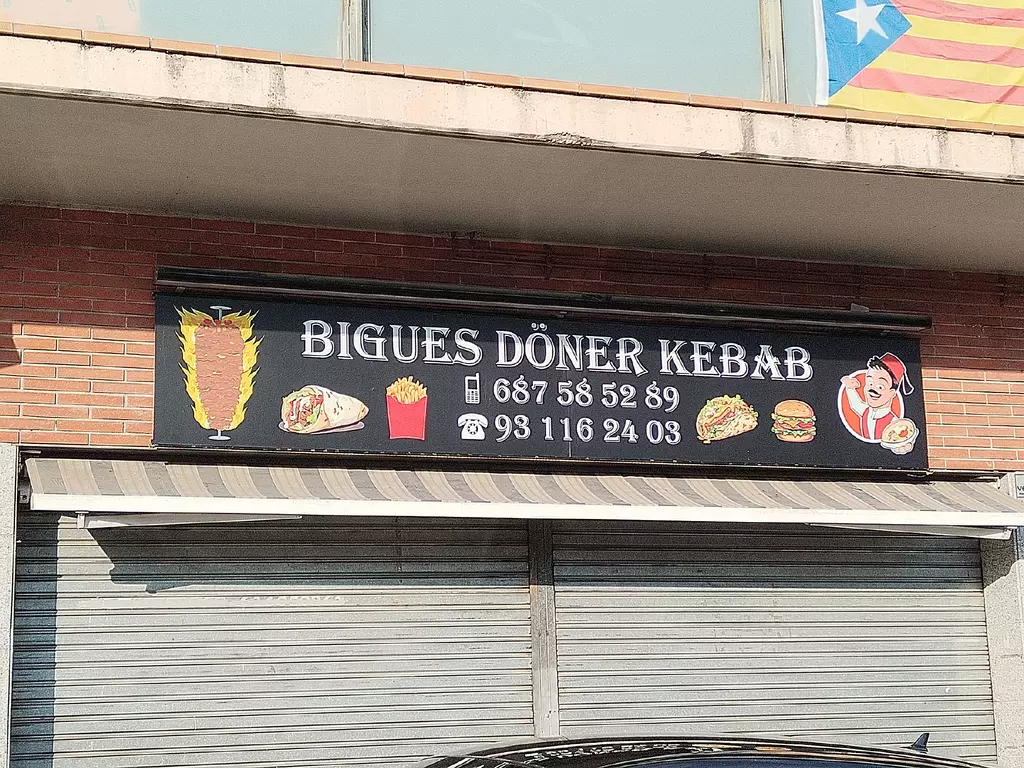 BIGUES DÖNER KEBAB
687 58 52 89
93 116 24 03